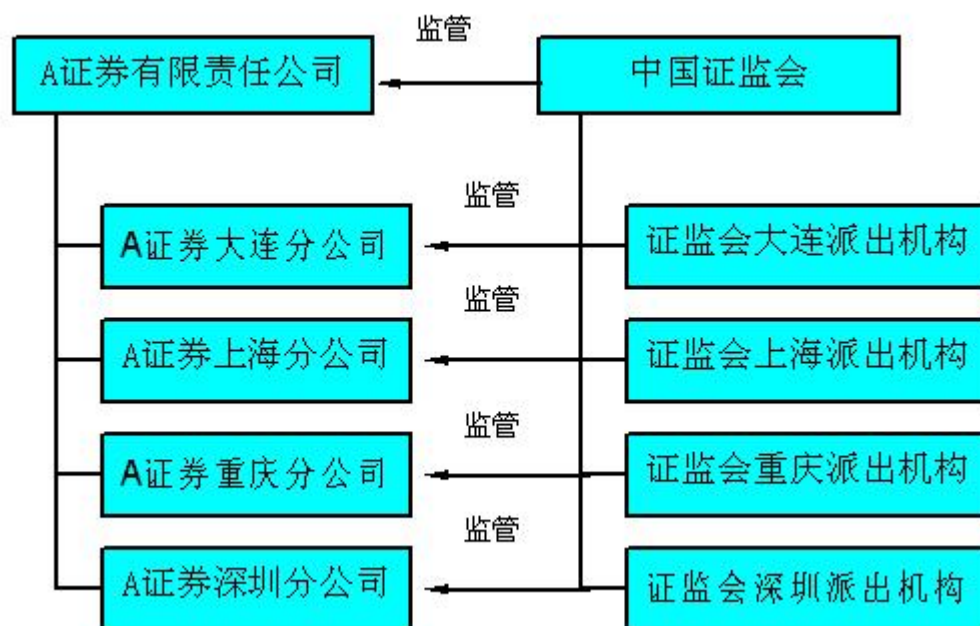 监管
A证券有限责任公司
中国证监会
监管
A证券大连分公司
证监会大连派出机构
监管
A证券上海分公司
证监会上海派出机构
监管
A证券重庆分公司
证监会重庆派出机构
监管
A证券深圳分公司
证监会深圳派出机构